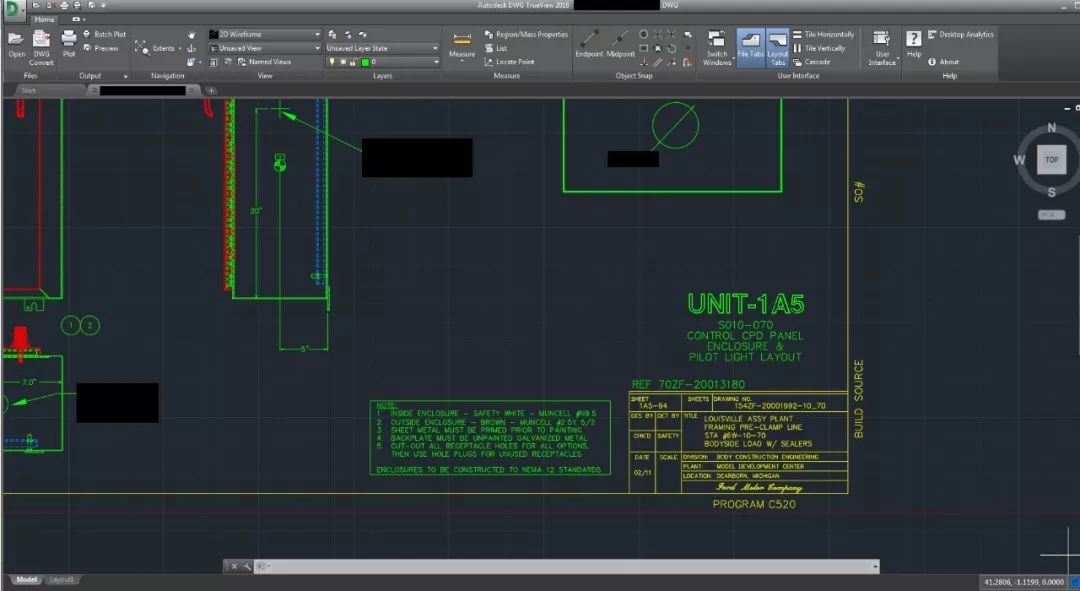 Autodesk DWG TrueView 2018
DWG
Home
Open
DWG Convert
Plot
Batch Plot
Preview
Extents
2D Wireframe
Unsaved View
Named Views
Unsaved Layer State
0
Measure
Region/Mass Properties
List
Locate Point
Endpoint
Midpoint
Switch Windows
File Tabs
Layout Tabs
Tile Horizontally
Tile Vertically
Cascade
User Interface
Help
Desktop Analytics
About
Files
Output
Navigation
View
Layers
Measure
Object Snap
User Interface
Help
Start
N
W
TOP
S
WCS
20"
5"
7.0"
1
2
SO#
BUILD SOURCE
UNIT-1A5
S010-070
CONTROL CPD PANEL
ENCLOSURE &
PILOT LIGHT LAYOUT
REF 70ZF-20013180
SHEET
1A5-94
SHEETS
DRAWING NO.
154ZF-20001992-10_70
DES BY
DET BY
TITLE
LOUISVILLE ASSY PLANT
FRAMING PRE-CLAMP LINE
STA #6W-10-70
BODYSIDE LOAD W/ SEALERS
CHK'D
SAFETY
DATE
02/11
SCALE
DIVISION: BODY CONSTRUCTION ENGINEERING
PLANT: MODEL DEVELOPMENT CENTER
LOCATION: DEARBORN, MICHIGAN
Ford Motor Company
PROGRAM C520
NOTE:
1 INSIDE ENCLOSURE - SAFETY WHITE - MUNCELL #N9.5
2 OUTSIDE ENCLOSURE - BROWN - MUNCELL #2.5Y 5/2
3 SHEET METAL MUST BE PRIMED PRIOR TO PAINTING
4 BACKPLATE MUST BE UNPAINTED GALVANIZED METAL
5 CUT-OUT ALL RECEPTACLE HOLES FOR ALL OPTIONS,
THEN USE HOLE PLUGS FOR UNUSED RECEPTACLES
ENCLOSURES TO BE CONSTRUCTED TO NEMA 12 STANDARDS
Model
Layout1
41.2806, -1.1199, 0.0000